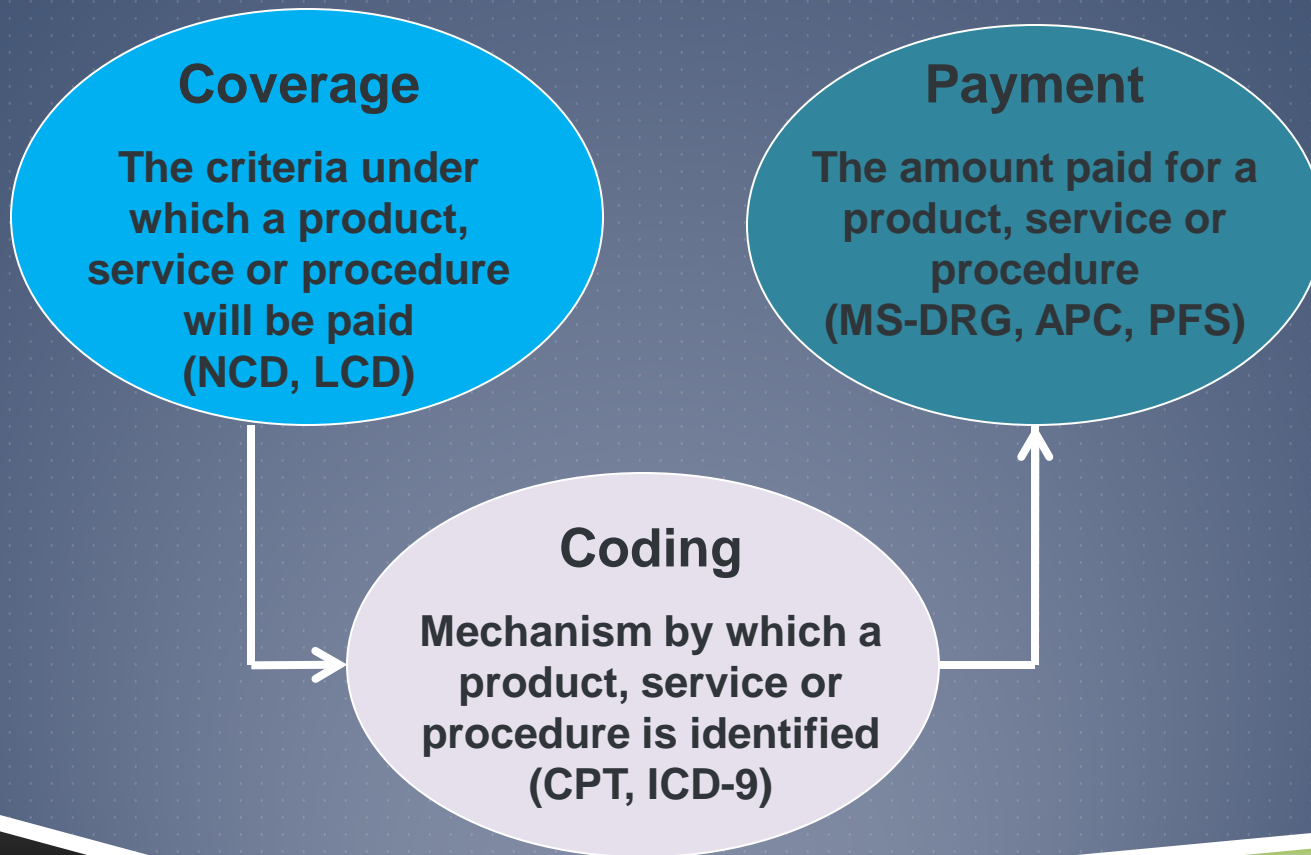 Coverage
The criteria under
which a product,
service or procedure
will be paid
(NCD, LCD)
Payment
The amount paid for a
product, service or
procedure
(MS-DRG, APC, PFS)
Coding
Mechanism by which a
product, service or
procedure is identified
(CPT, ICD-9)